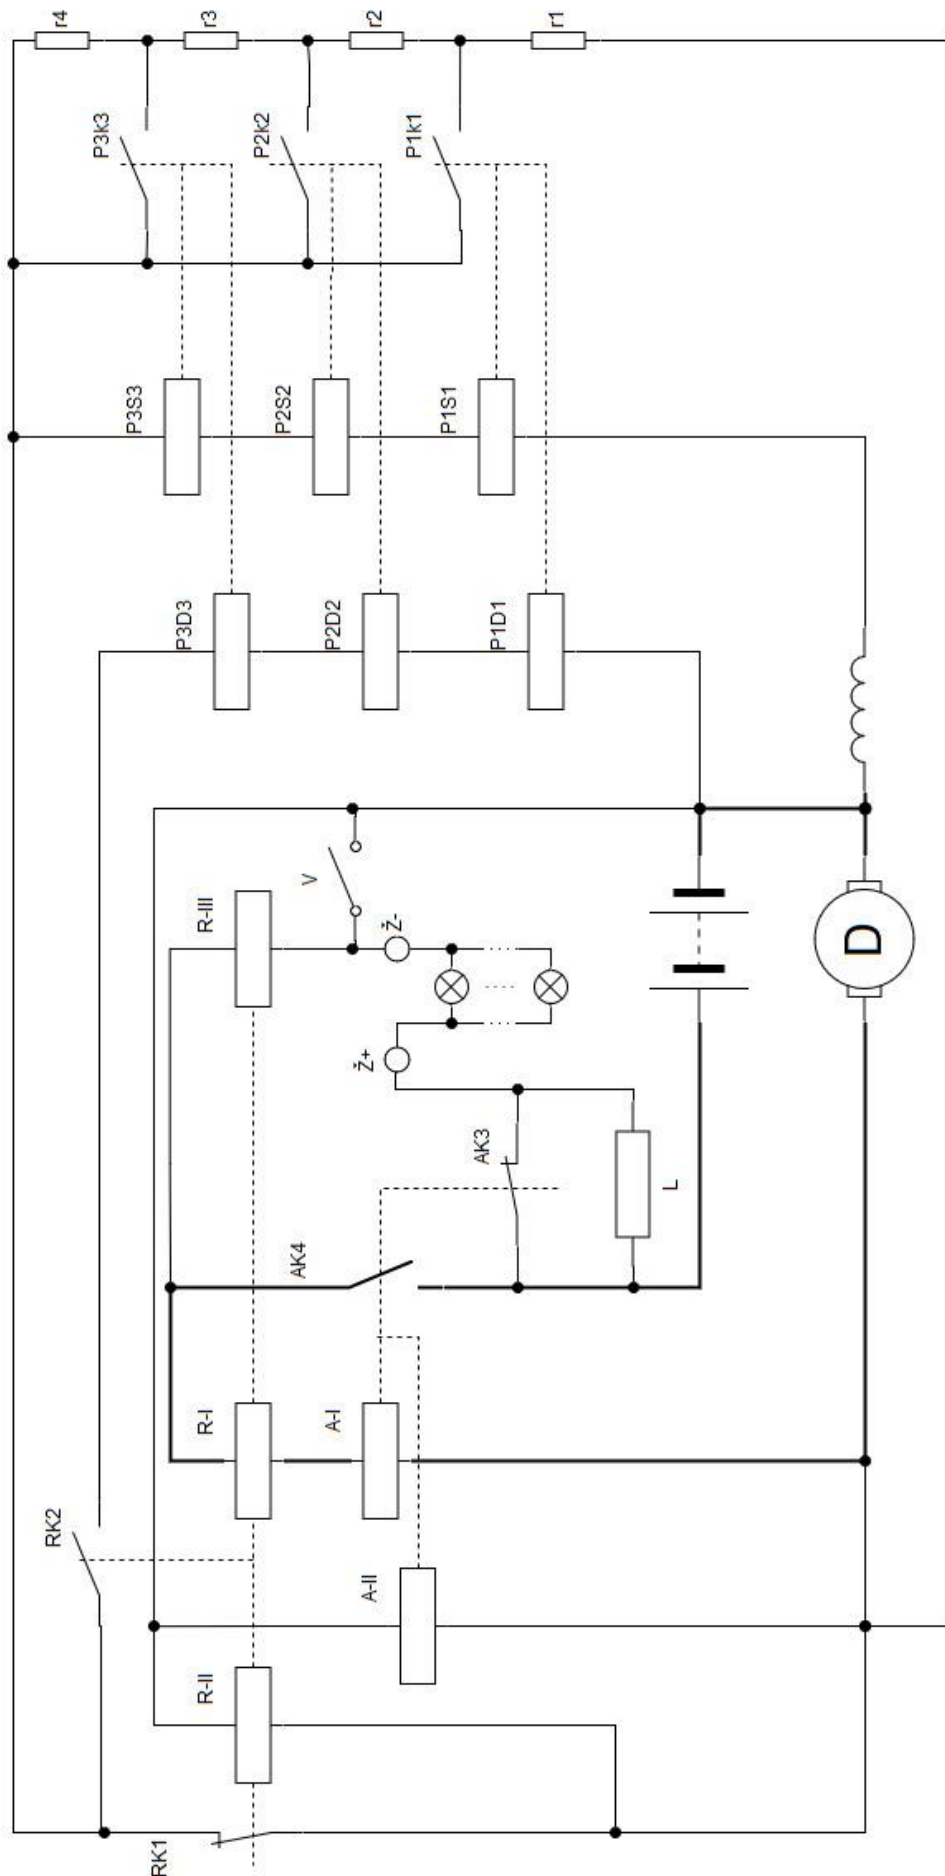 r4
r3
r2
r1
P3k3
P2k2
P1k1
P3S3
P2S2
P1S1
P3D3
P2D2
P1D1
R-III
V
Ž-
Ž+
D
AK3
L
AK4
R-I
A-I
RK2
A-II
R-II
RK1